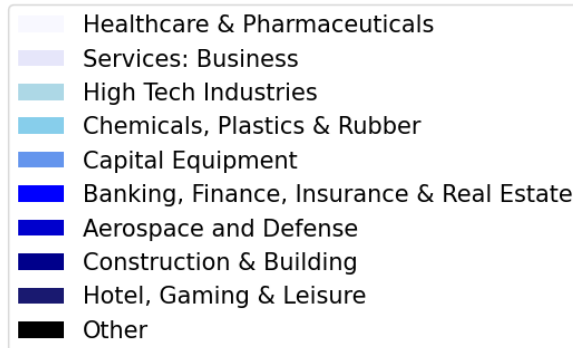 Healthcare & Pharmaceuticals
Services: Business
High Tech Industries
Chemicals, Plastics & Rubber
Capital Equipment
Banking, Finance, Insurance & Real Estate
Aerospace and Defense
Construction & Building
Hotel, Gaming & Leisure
Other